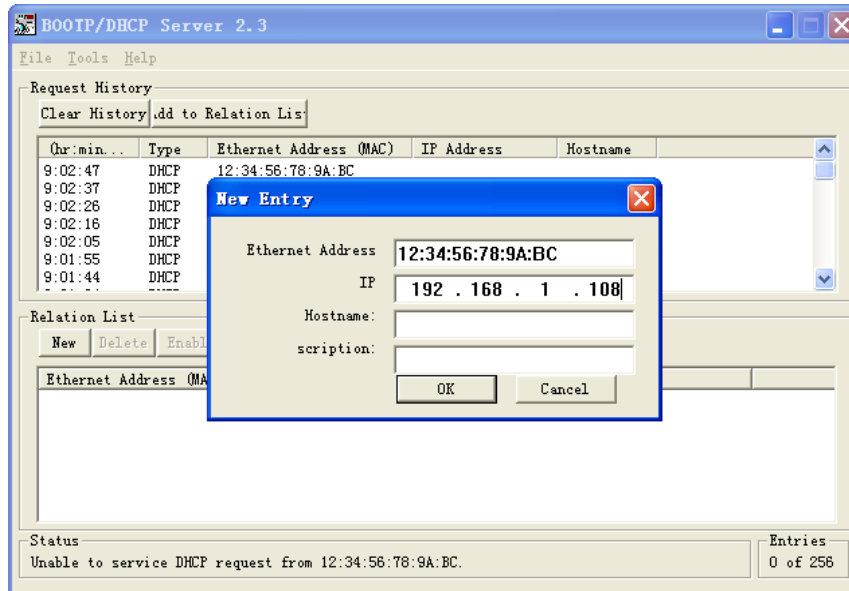 BOOTP/DHCP Server 2.3
File Tools Help
Request History
Clear History dd to Relation Lis
(hr:min... Type Ethernet Address (MAC) IP Address Hostname
9:02:47 DHCP 12:34:56:78:9A:BC
9:02:37 DHCP
9:02:26 DHCP
9:02:16 DHCP
9:02:05 DHCP
9:01:55 DHCP
9:01:44 DHCP
New Entry
Ethernet Address 12:34:56:78:9A:BC
IP 192 . 168 . 1 . 108
Hostname:
scription:
OK Cancel
Relation List
New Delete Enabl
Ethernet Address (MA
Status
Unable to service DHCP request from 12:34:56:78:9A:BC.
Entries
0 of 256